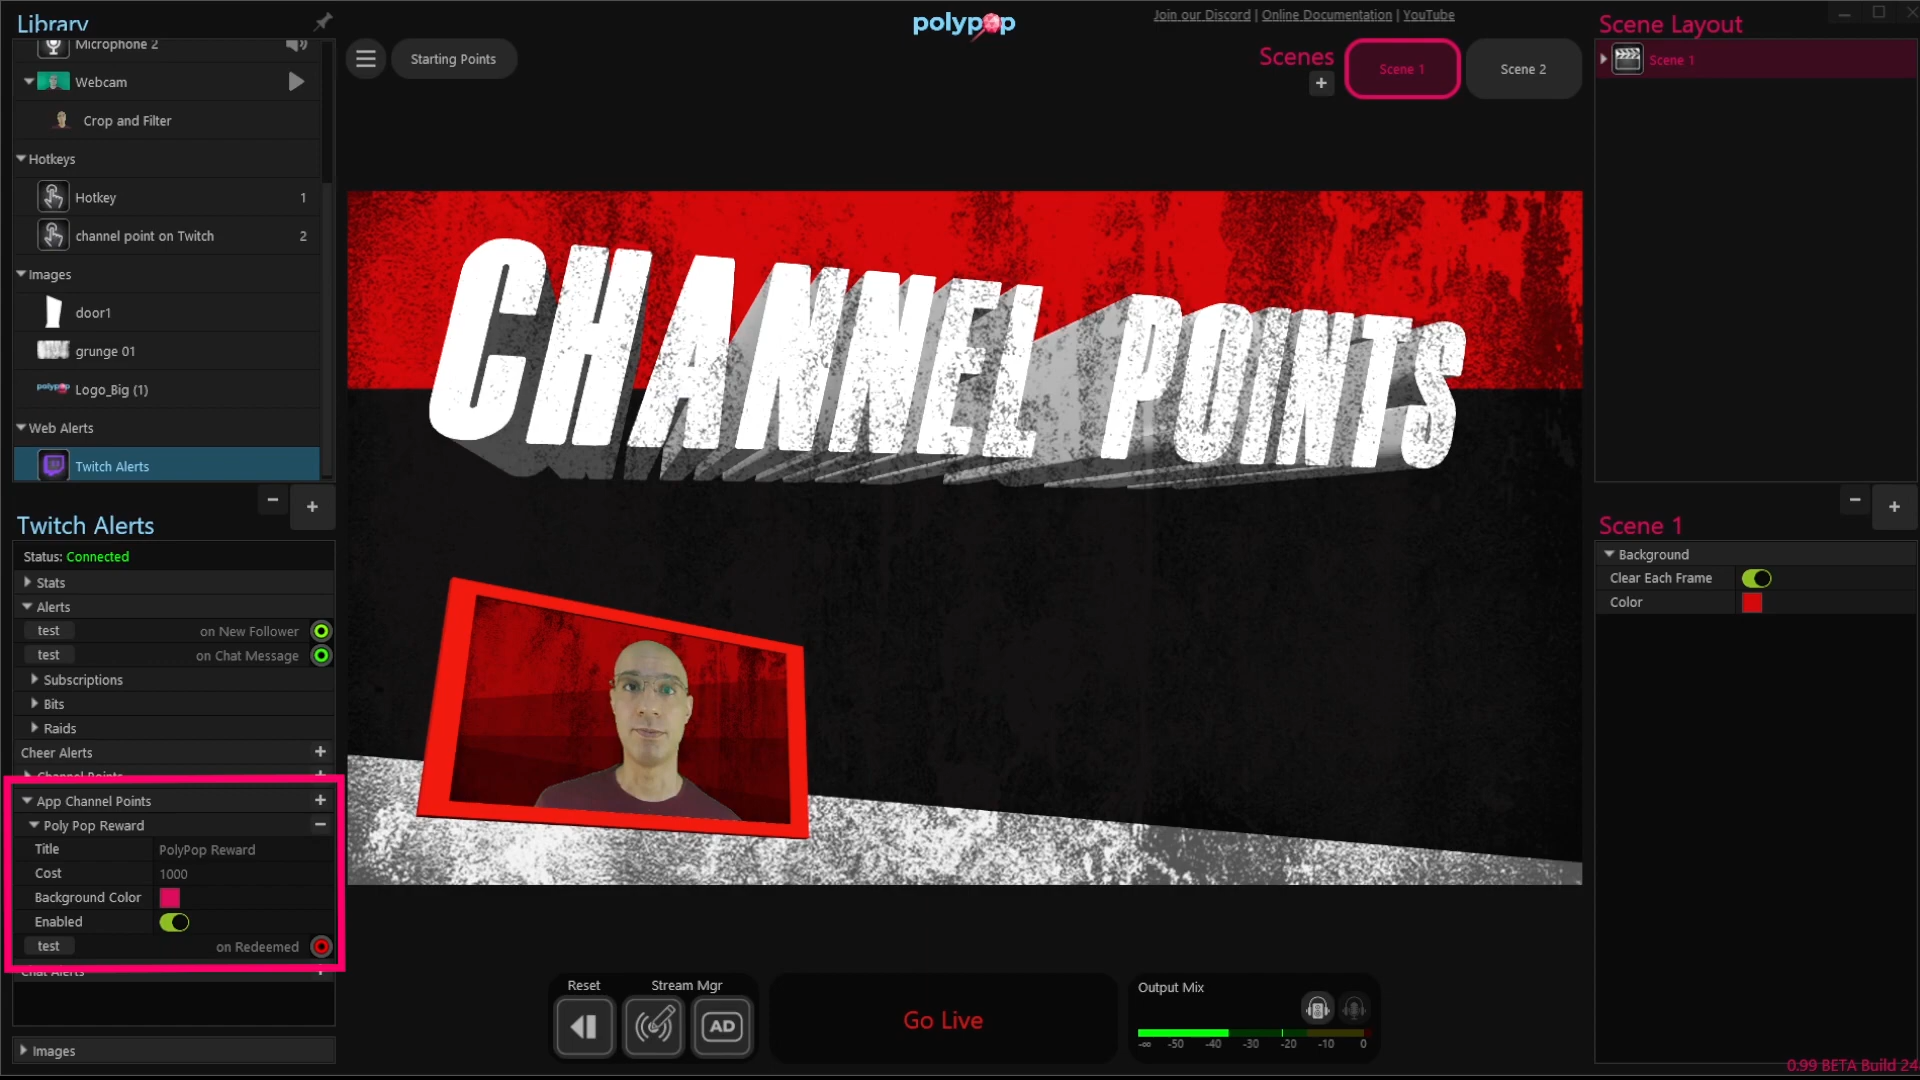 Library
Microphone 2
Webcam
Crop and Filter
Hotkeys
Hotkey 1
channel point on Twitch 2
Images
door1
grunge 01
polypop Logo_Big (1)
Web Alerts
Twitch Alerts
Twitch Alerts
Status: Connected
Stats
Alerts
test on New Follower
test on Chat Message
Subscriptions
Bits
Raids
Cheer Alerts
Channel Points
App Channel Points
Poly Pop Reward
Title PolyPop Reward
Cost 1000
Background Color
Enabled
test on Redeemed
Chat Alerts
Images
Starting Points
polypop
Join our Discord | Online Documentation | YouTube
Scenes
Scene 1
Scene 2
CHANNEL POINTS
Reset
Stream Mgr
AD
Go Live
Output Mix
-∞ -50 -40 -30 -20 -10 0
Scene Layout
Scene 1
Scene 1
Background
Clear Each Frame
Color
0.99 BETA Build 24